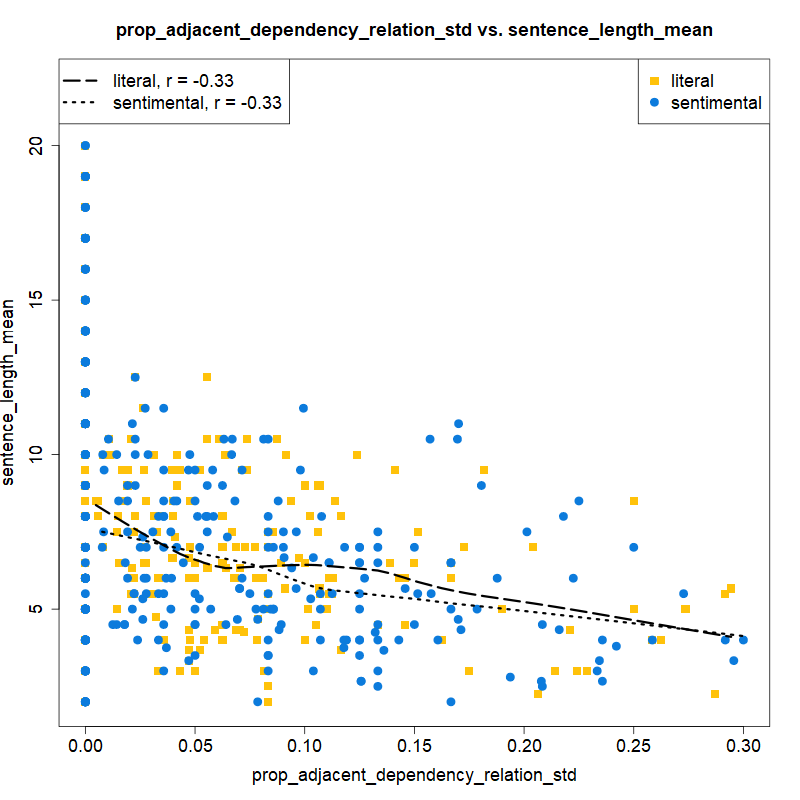 prop_adjacent_dependency_relation_std vs. sentence_length_mean
literal, r = -0.33
sentimental, r = -0.33
literal
sentimental
20
15
10
5
sentence_length_mean
0.00 0.05 0.10 0.15 0.20 0.25 0.30
prop_adjacent_dependency_relation_std